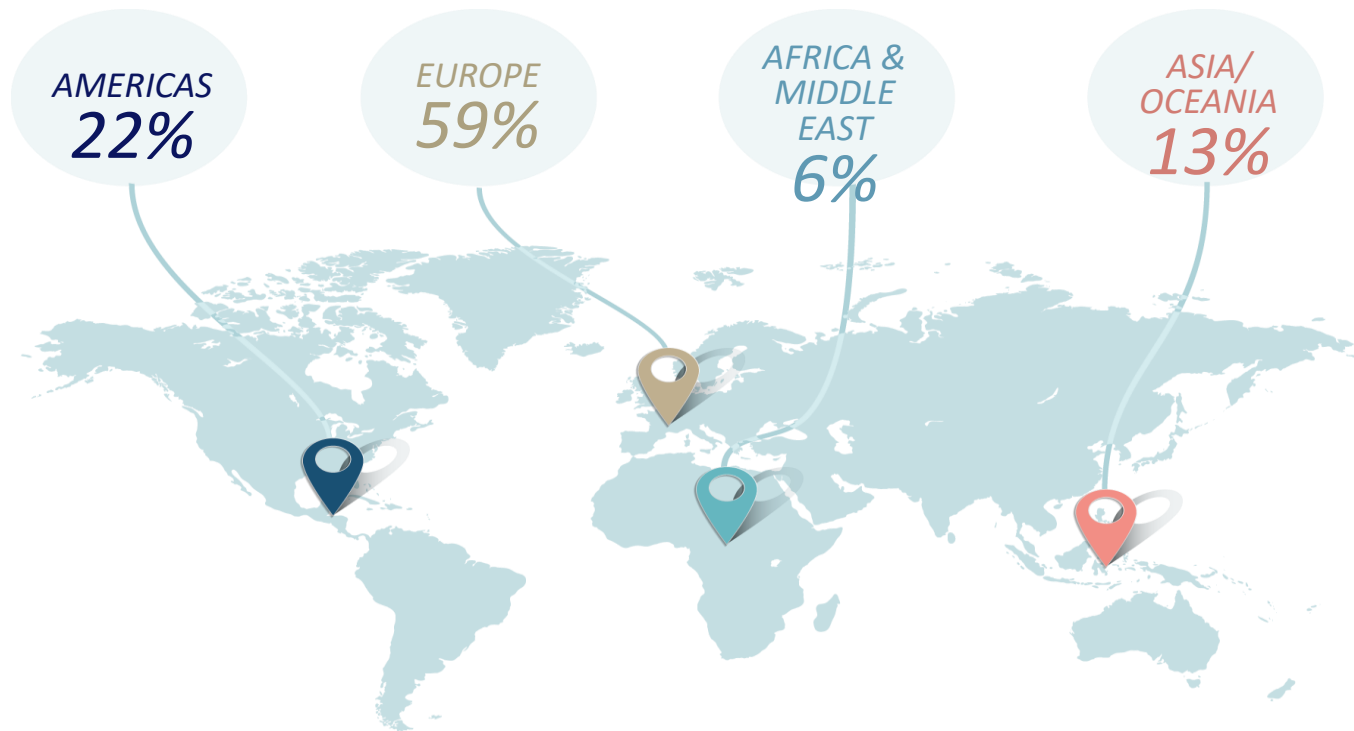 AMERICAS
22%
EUROPE
59%
AFRICA &
MIDDLE
EAST
6%
ASIA/
OCEANIA
13%